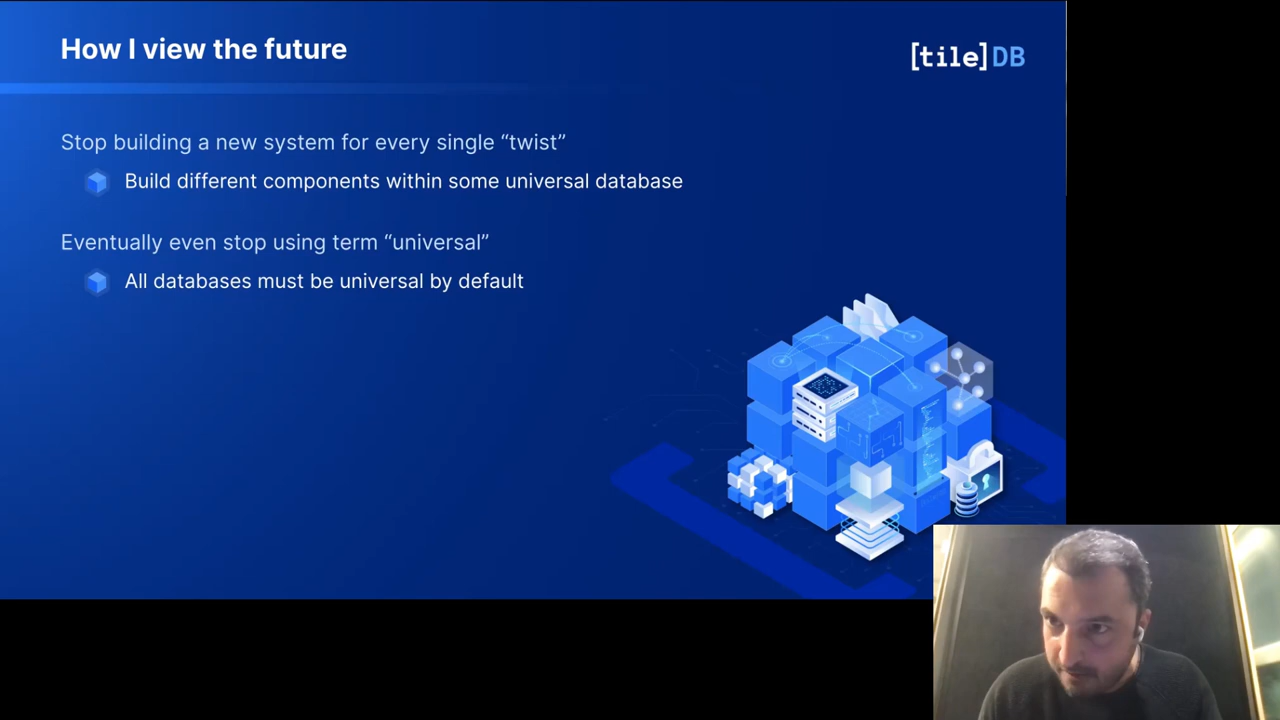 How I view the future
[tile]DB
Stop building a new system for every single “twist”
Build different components within some universal database
Eventually even stop using term “universal”
All databases must be universal by default